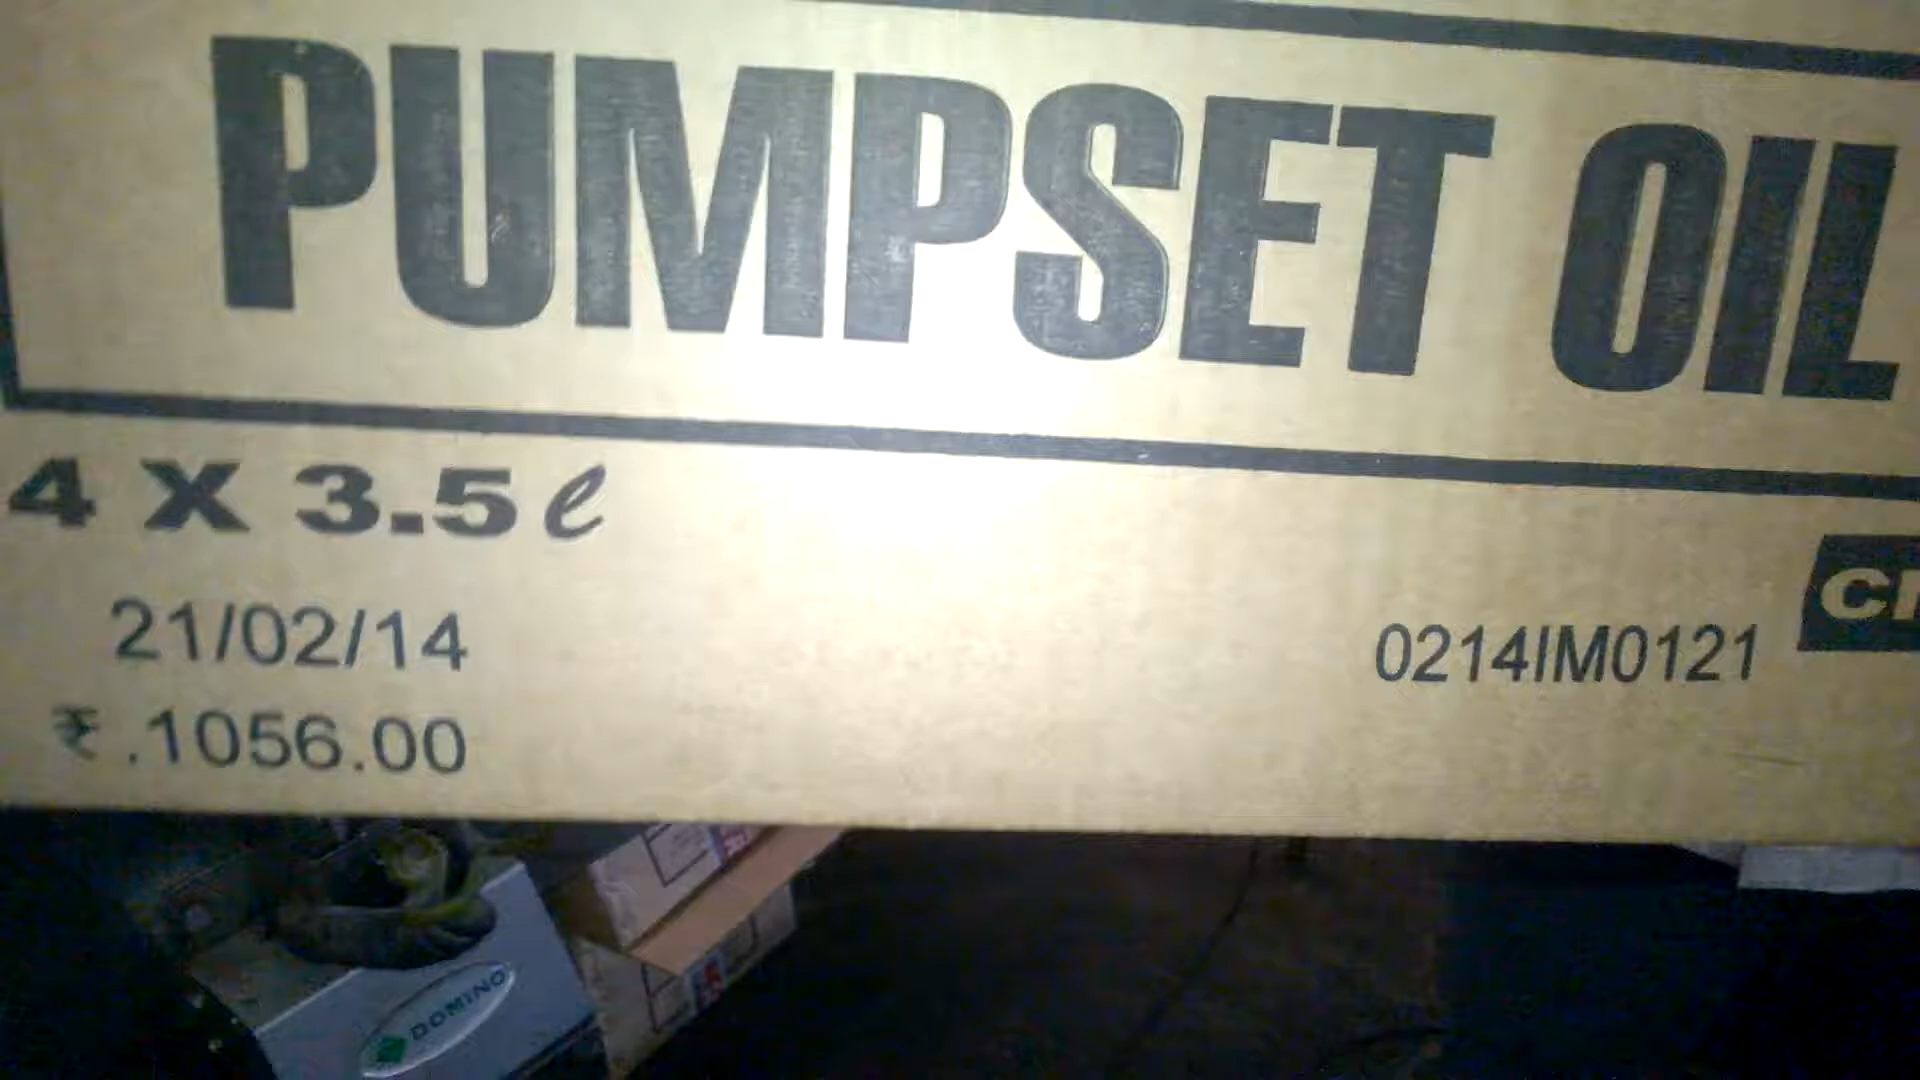 PUMPSET OIL
4 X 3.5 ℓ
21/02/14
0214IM0121
₹ .1056.00
DOMINO